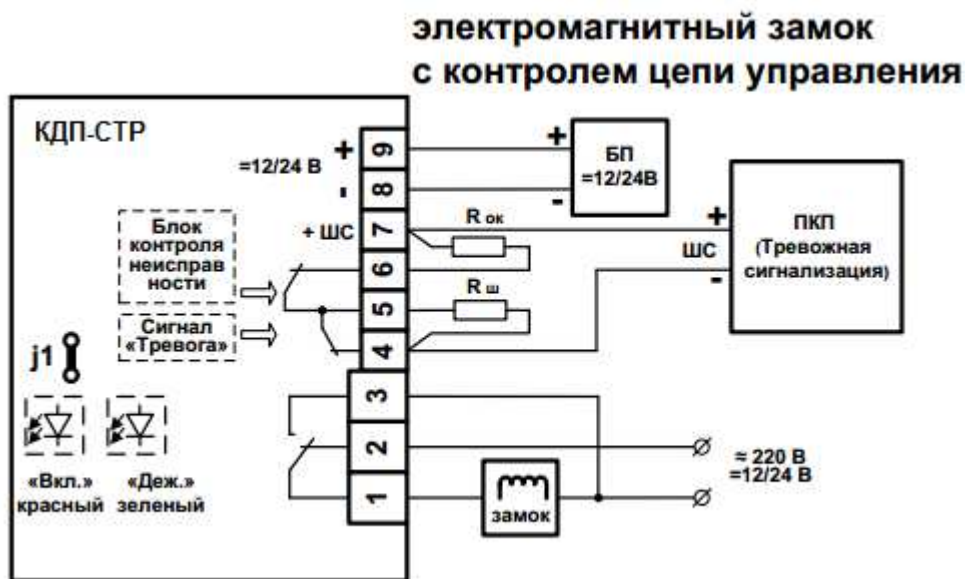 электромагнитный замок
с контролем цепи управления
КДП-СТР
=12/24 В
+
-
9
8
7
6
5
4
3
2
1
+ ШС
Блок
контроля
неисправ
ности
Сигнал
«Тревога»
j1
«Вкл.»
красный
«Деж.»
зеленый
+
-
БП
=12/24В
R ок
R ш
ШС
+
-
ПКП
(Тревожная
сигнализация)
замок
≈ 220 В
=12/24 В